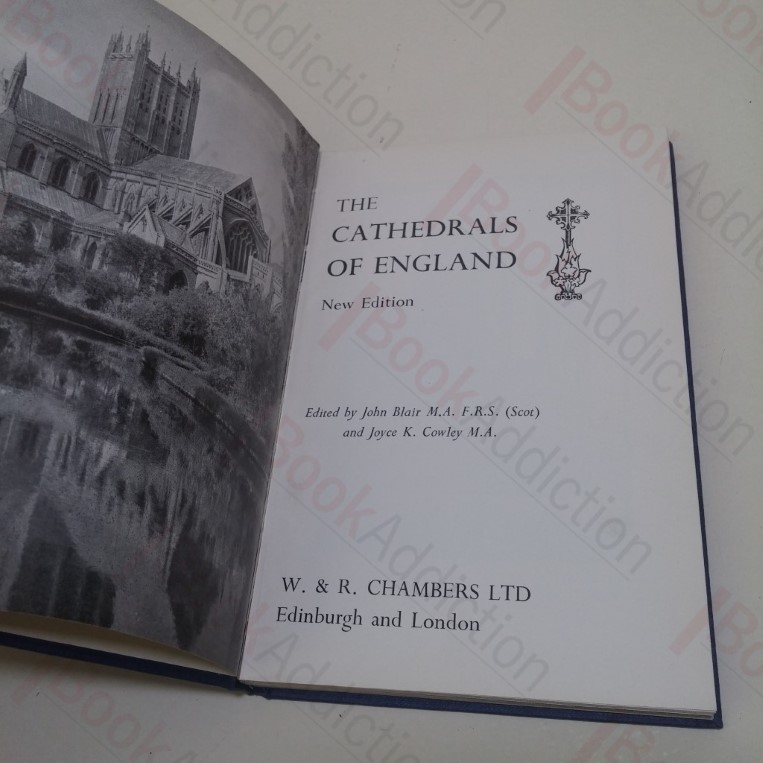 THE
CATHEDRALS
OF ENGLAND
New Edition
Edited by John Blair M.A. F.R.S. (Scot)
and Joyce K. Cowley M.A.
W. & R. CHAMBERS LTD
Edinburgh and London
BookAddiction